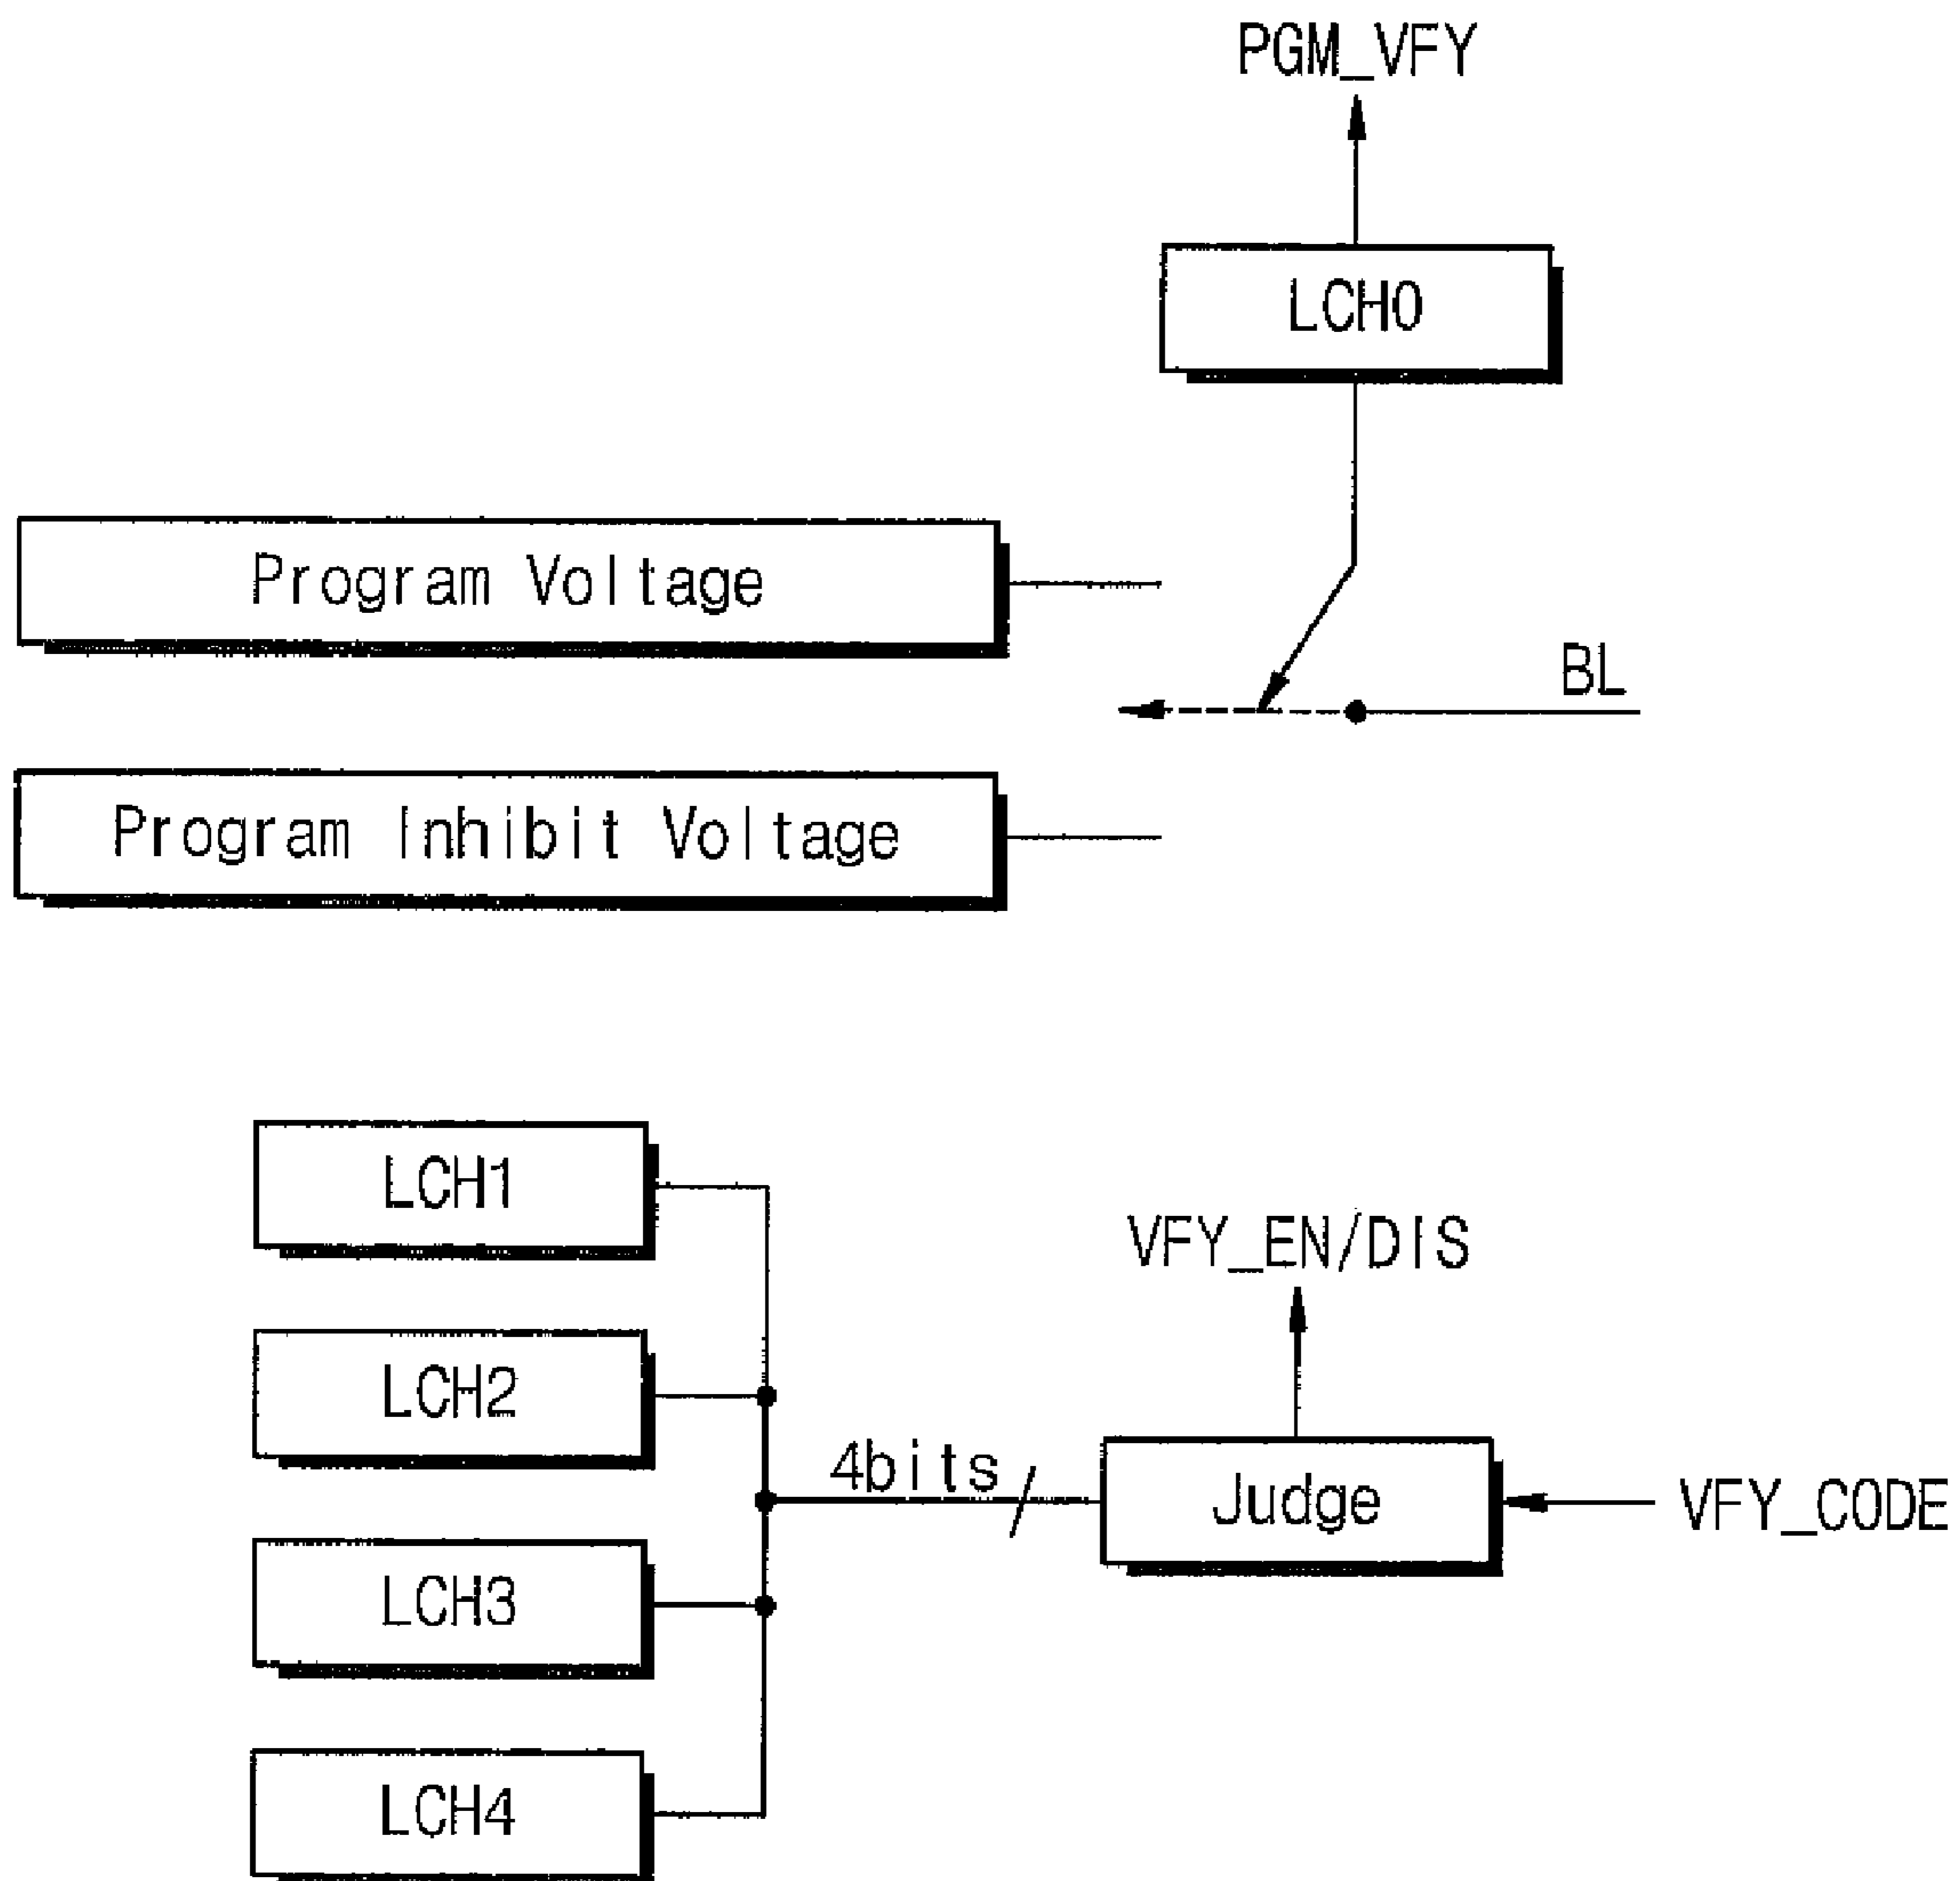 PGM_VFY
LCH0
Program Voltage
BL
Program Inhibit Voltage
LCH1
VFY_EN/DIS
LCH2
4bits
Judge
VFY_CODE
LCH3
LCH4